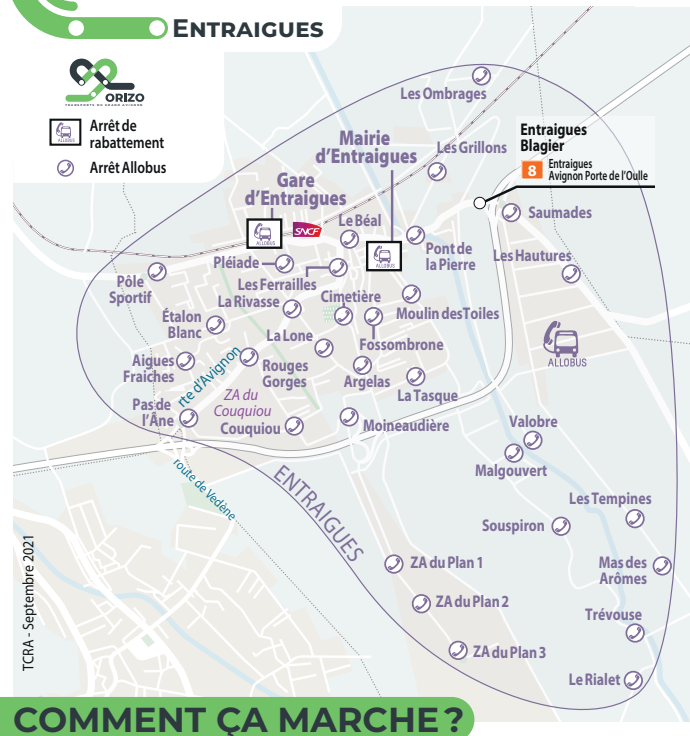 ENTRAIGUES
ORIZO
TRANSPORTS DU GRAND AVIGNON
ALLOBUS
Arrêt de
rabattement
Arrêt Allobus
Les Ombrages
Mairie
d'Entraigues
Les Grillons
Entraigues
Blagier
8
Entraigues
Avignon Porte de l'Oulle
Gare
d'Entraigues
ALLOBUS
SNCF
Le Béal
ALLOBUS
Saumades
Pont de
la Pierre
Les Hautures
Pléiade
Les Ferrailles
Pôle
Sportif
La Rivasse
Cimetière
Moulin des Toiles
Étalon
Blanc
La Lone
Fossombrone
ALLOBUS
Aigues
Fraiches
rte d'Avignon
Rouges
Gorges
Argelas
La Tasque
ZA du
Couquiou
Pas de
l'Âne
Couquiou
Moineaudière
Valobre
Malgouvert
route de Vedène
ENTRAIGUES
Les Tempines
Souspiron
ZA du Plan 1
Mas des
Arômes
ZA du Plan 2
Trévouse
ZA du Plan 3
Le Rialet
TCRA - Septembre 2021
COMMENT ÇA MARCHE ?